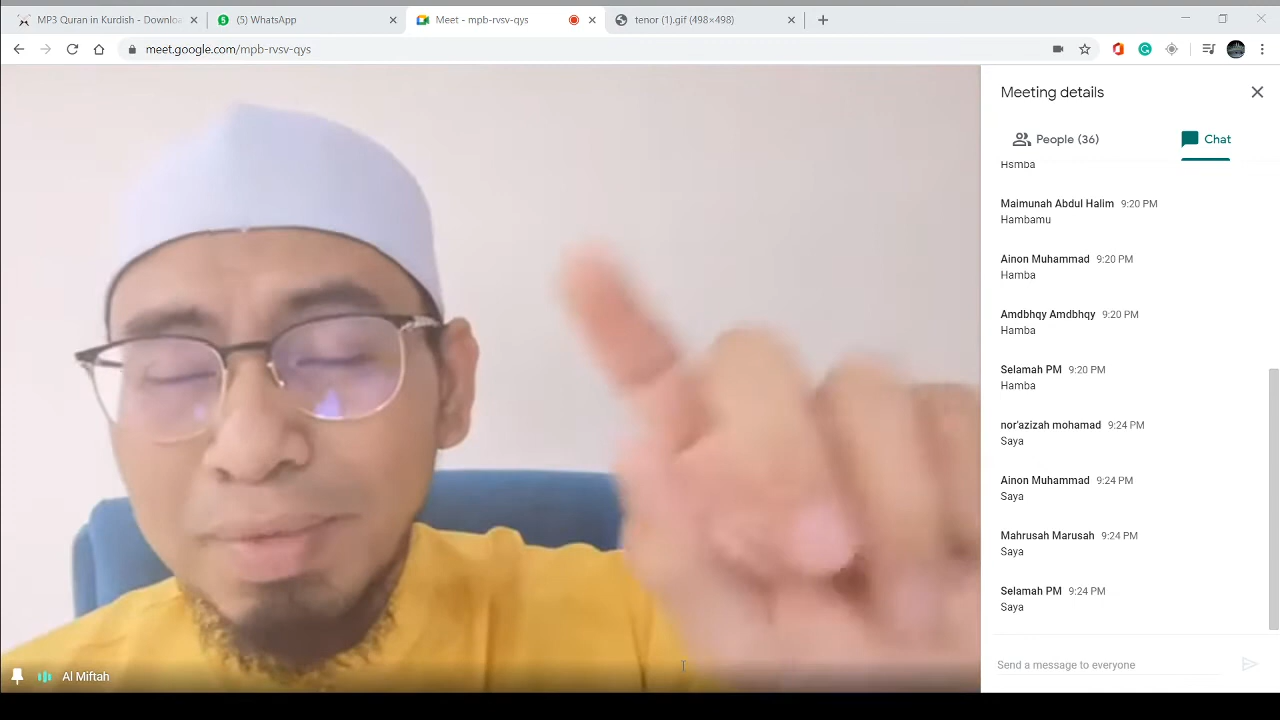 MP3 Quran in Kurdish - Downloa
(5) WhatsApp
Meet - mpb-rvsv-qys
tenor (1).gif (498×498)
meet.google.com/mpb-rvsv-qys
Meeting details
People (36)
Chat
Hsmba
Maimunah Abdul Halim 9:20 PM
Hambamu
Ainon Muhammad 9:20 PM
Hamba
Amdbhqy Amdbhqy 9:20 PM
Hamba
Selamah PM 9:20 PM
Hamba
nor'azizah mohamad 9:24 PM
Saya
Ainon Muhammad 9:24 PM
Saya
Mahrusah Marusah 9:24 PM
Saya
Selamah PM 9:24 PM
Saya
Send a message to everyone
Al Miftah